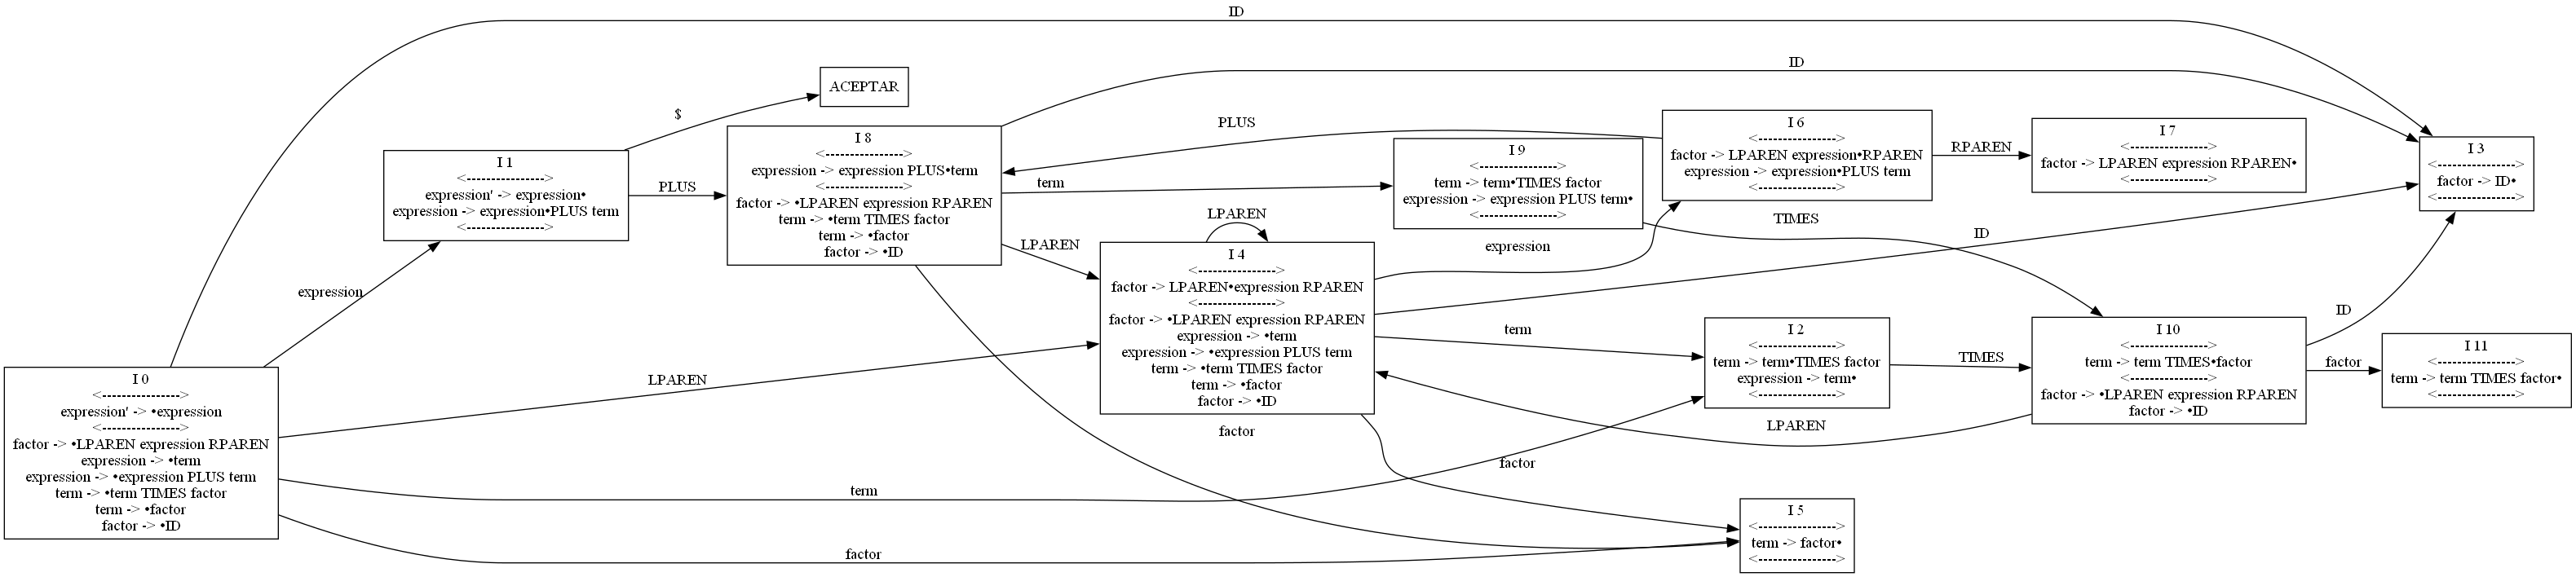 ID
ID
ACEPTAR
$
I 8
<------------------->
expression -> expression PLUS•term
<------------------->
factor -> •LPAREN expression RPAREN
term -> •term TIMES factor
term -> •factor
factor -> •ID
I 1
<------------------->
expression' -> expression•
expression -> expression•PLUS term
<------------------->
PLUS
PLUS
I 9
<------------------->
term -> term•TIMES factor
expression -> expression PLUS term•
<------------------->
I 6
<------------------->
factor -> LPAREN expression•RPAREN
expression -> expression•PLUS term
<------------------->
RPAREN
I 7
<------------------->
factor -> LPAREN expression RPAREN•
<------------------->
I 3
<------------------->
factor -> ID•
<------------------->
term
LPAREN
LPAREN
TIMES
ID
expression
expression
I 4
<------------------->
factor -> LPAREN•expression RPAREN
<------------------->
factor -> •LPAREN expression RPAREN
expression -> •term
expression -> •expression PLUS term
term -> •term TIMES factor
term -> •factor
factor -> •ID
term
I 2
<------------------->
term -> term•TIMES factor
expression -> term•
<------------------->
TIMES
I 10
<------------------->
term -> term TIMES•factor
<------------------->
factor -> •LPAREN expression RPAREN
factor -> •ID
ID
factor
I 11
<------------------->
term -> term TIMES factor•
<------------------->
I 0
<------------------->
expression' -> •expression
<------------------->
factor -> •LPAREN expression RPAREN
expression -> •term
expression -> •expression PLUS term
term -> •term TIMES factor
term -> •factor
factor -> •ID
LPAREN
LPAREN
factor
factor
term
factor
I 5
<------------------->
term -> factor•
<------------------->